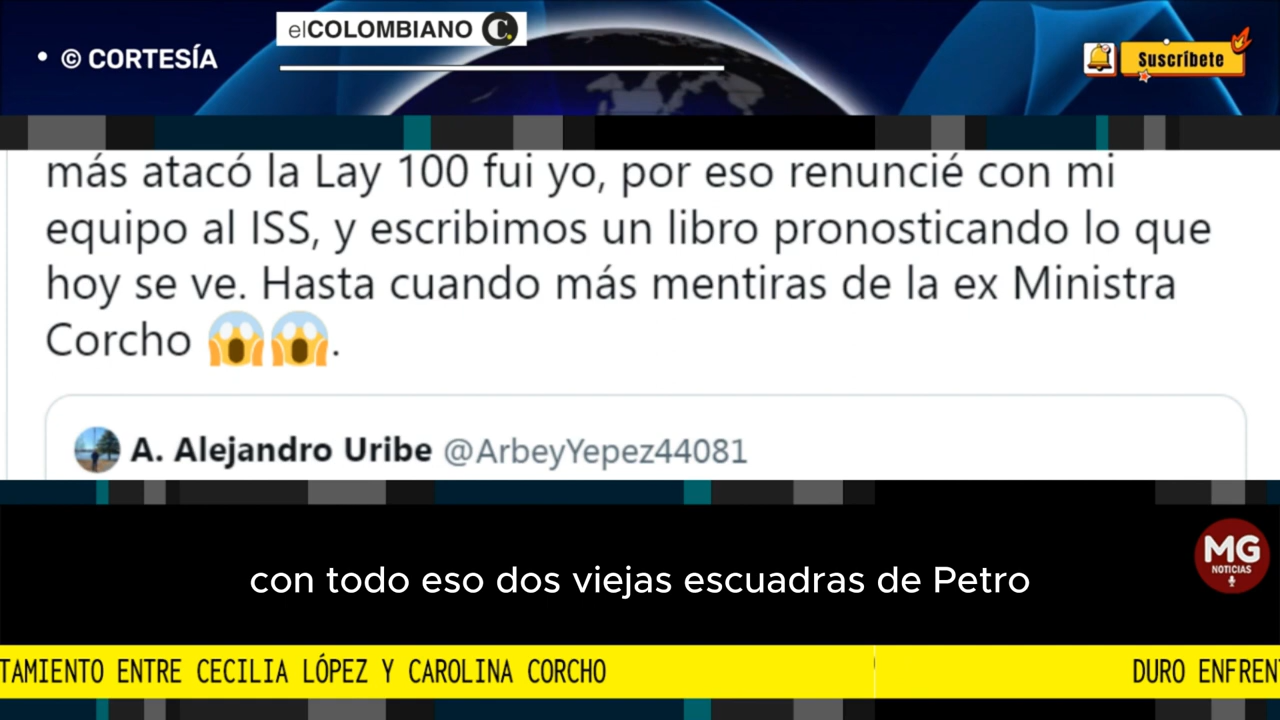 elCOLOMBIANO C.
• © CORTESÍA
Suscríbete
más atacó la Lay 100 fui yo, por eso renuncié con mi
equipo al ISS, y escribimos un libro pronosticando lo que
hoy se ve. Hasta cuando más mentiras de la ex Ministra
Corcho 😱😱.
A. Alejandro Uribe @ArbeyYepez44081
con todo eso dos viejas escuadras de Petro
MG
NOTICIAS
TAMIENTO ENTRE CECILIA LÓPEZ Y CAROLINA CORCHO DURO ENFREN